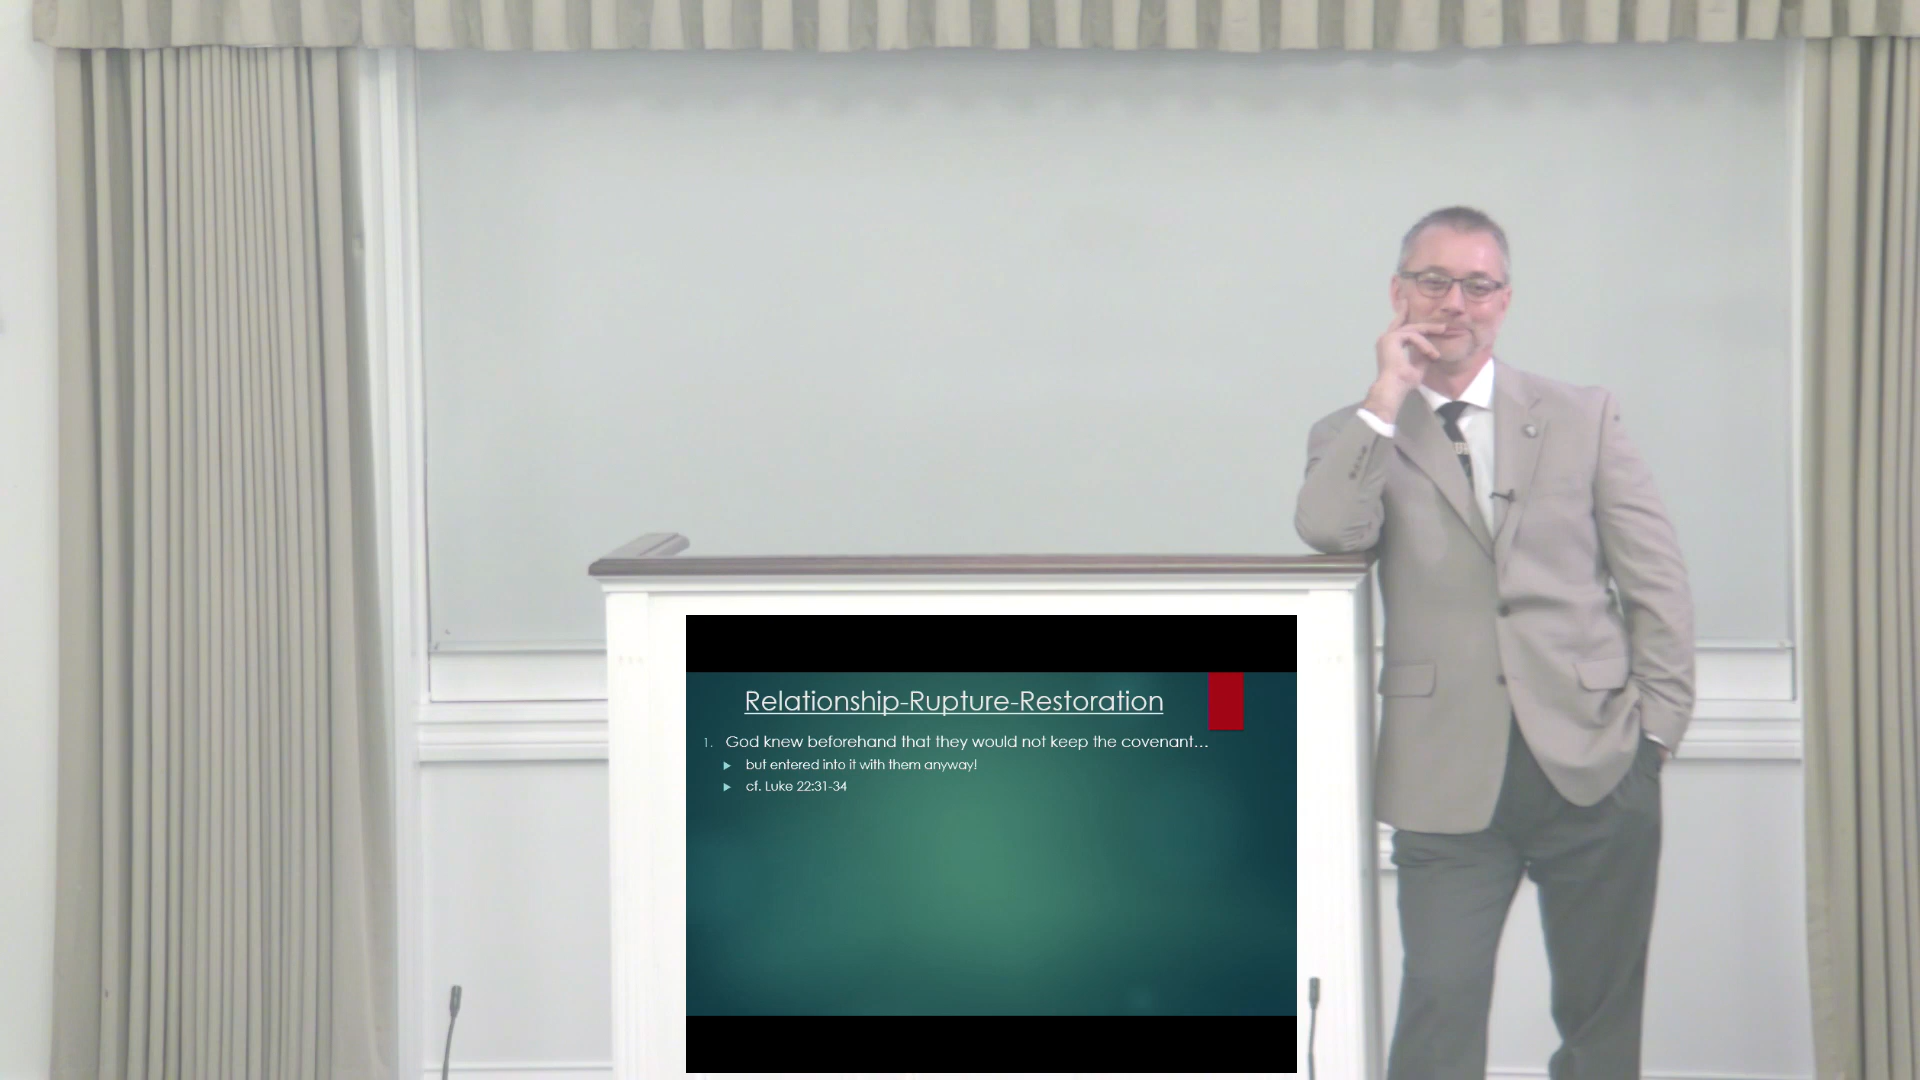 Relationship-Rupture-Restoration
1. God knew beforehand that they would not keep the covenant...
▶ but entered into it with them anyway!
▶ cf. Luke 22:31-34